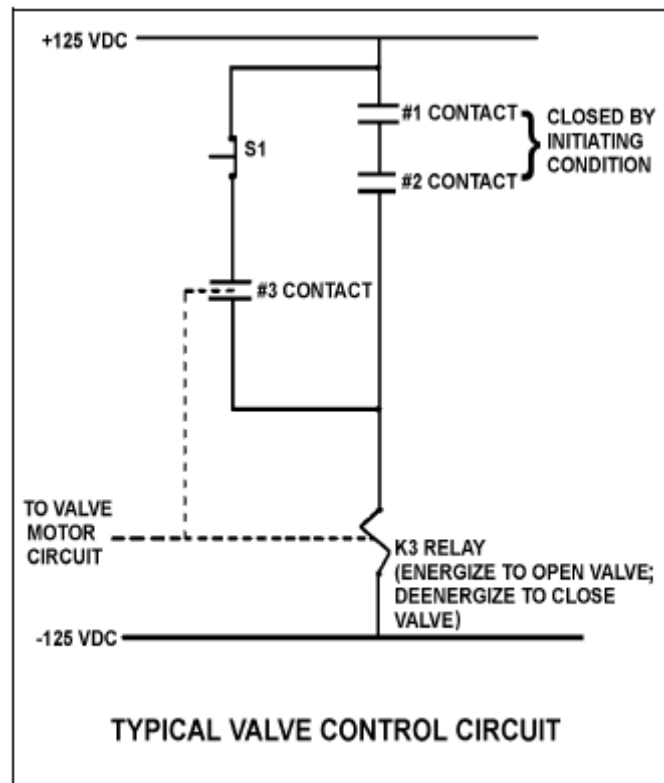 +125 VDC
#1 CONTACT
CLOSED BY
INITIATING
CONDITION
S1
#2 CONTACT
#3 CONTACT
TO VALVE
MOTOR
CIRCUIT
K3 RELAY
(ENERGIZE TO OPEN VALVE;
DEENERGIZE TO CLOSE
VALVE)
-125 VDC
TYPICAL VALVE CONTROL CIRCUIT